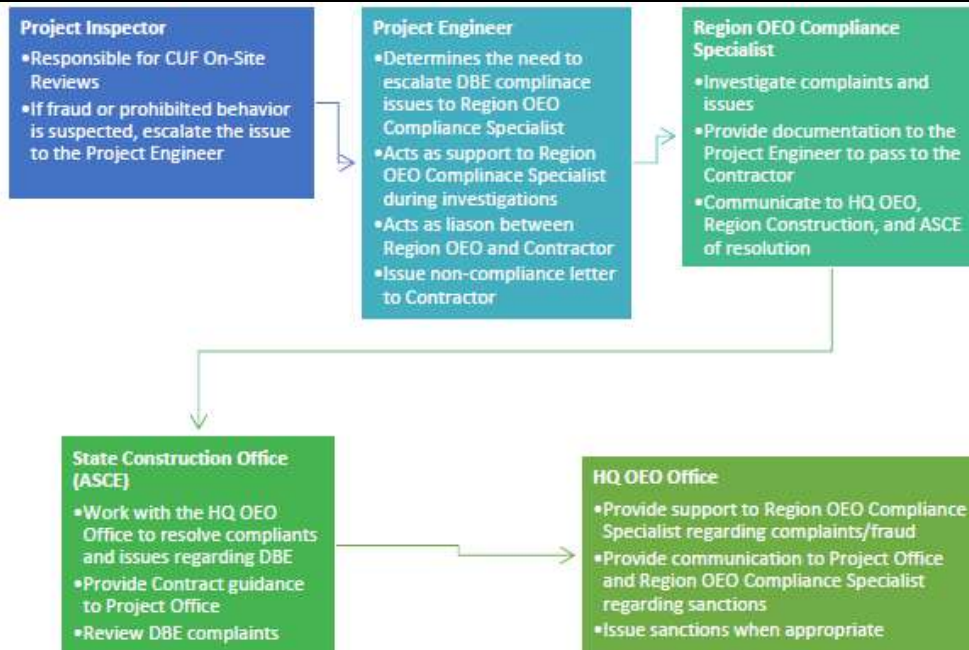 Project Inspector
•Responsible for CUF On-Site
Reviews
•If fraud or prohibilted behavior
is suspected, escalate the issue
to the Project Engineer
Project Engineer
•Determines the need to
escalate DBE complinace
issues to Region OEO
Compliance Specialist
•Acts as support to Region
OEO Complinace Specialist
during investigations
•Acts as liason between
Region OEO and Contractor
•Issue non-compliance letter
to Contractor
Region OEO Compliance
Specialist
•Investigate complaints and
issues
•Provide documentation to the
Project Engineer to pass to the
Contractor
•Communicate to HQ OEO,
Region Construction, and ASCE
of resolution
State Construction Office
(ASCE)
•Work with the HQ OEO
Office to resolve compliants
and issues regarding DBE
•Provide Contract guidance
to Project Office
•Review DBE complaints
HQ OEO Office
•Provide support to Region OEO Compliance
Specialist regarding complaints/fraud
•Provide communication to Project Office
and Region OEO Compliance Specialist
regarding sanctions
•Issue sanctions when appropriate